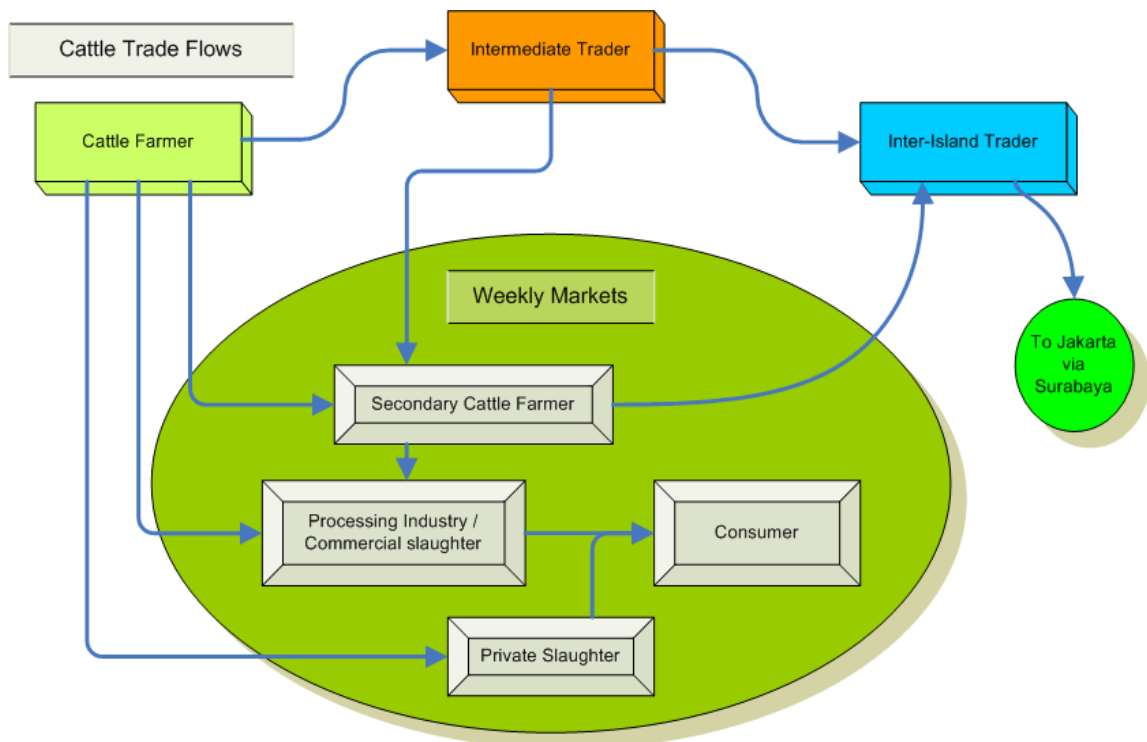 Cattle Trade Flows
Intermediate Trader
Cattle Farmer
Inter-Island Trader
Weekly Markets
To Jakarta
via
Surabaya
Secondary Cattle Farmer
Processing Industry /
Commercial slaughter
Consumer
Private Slaughter